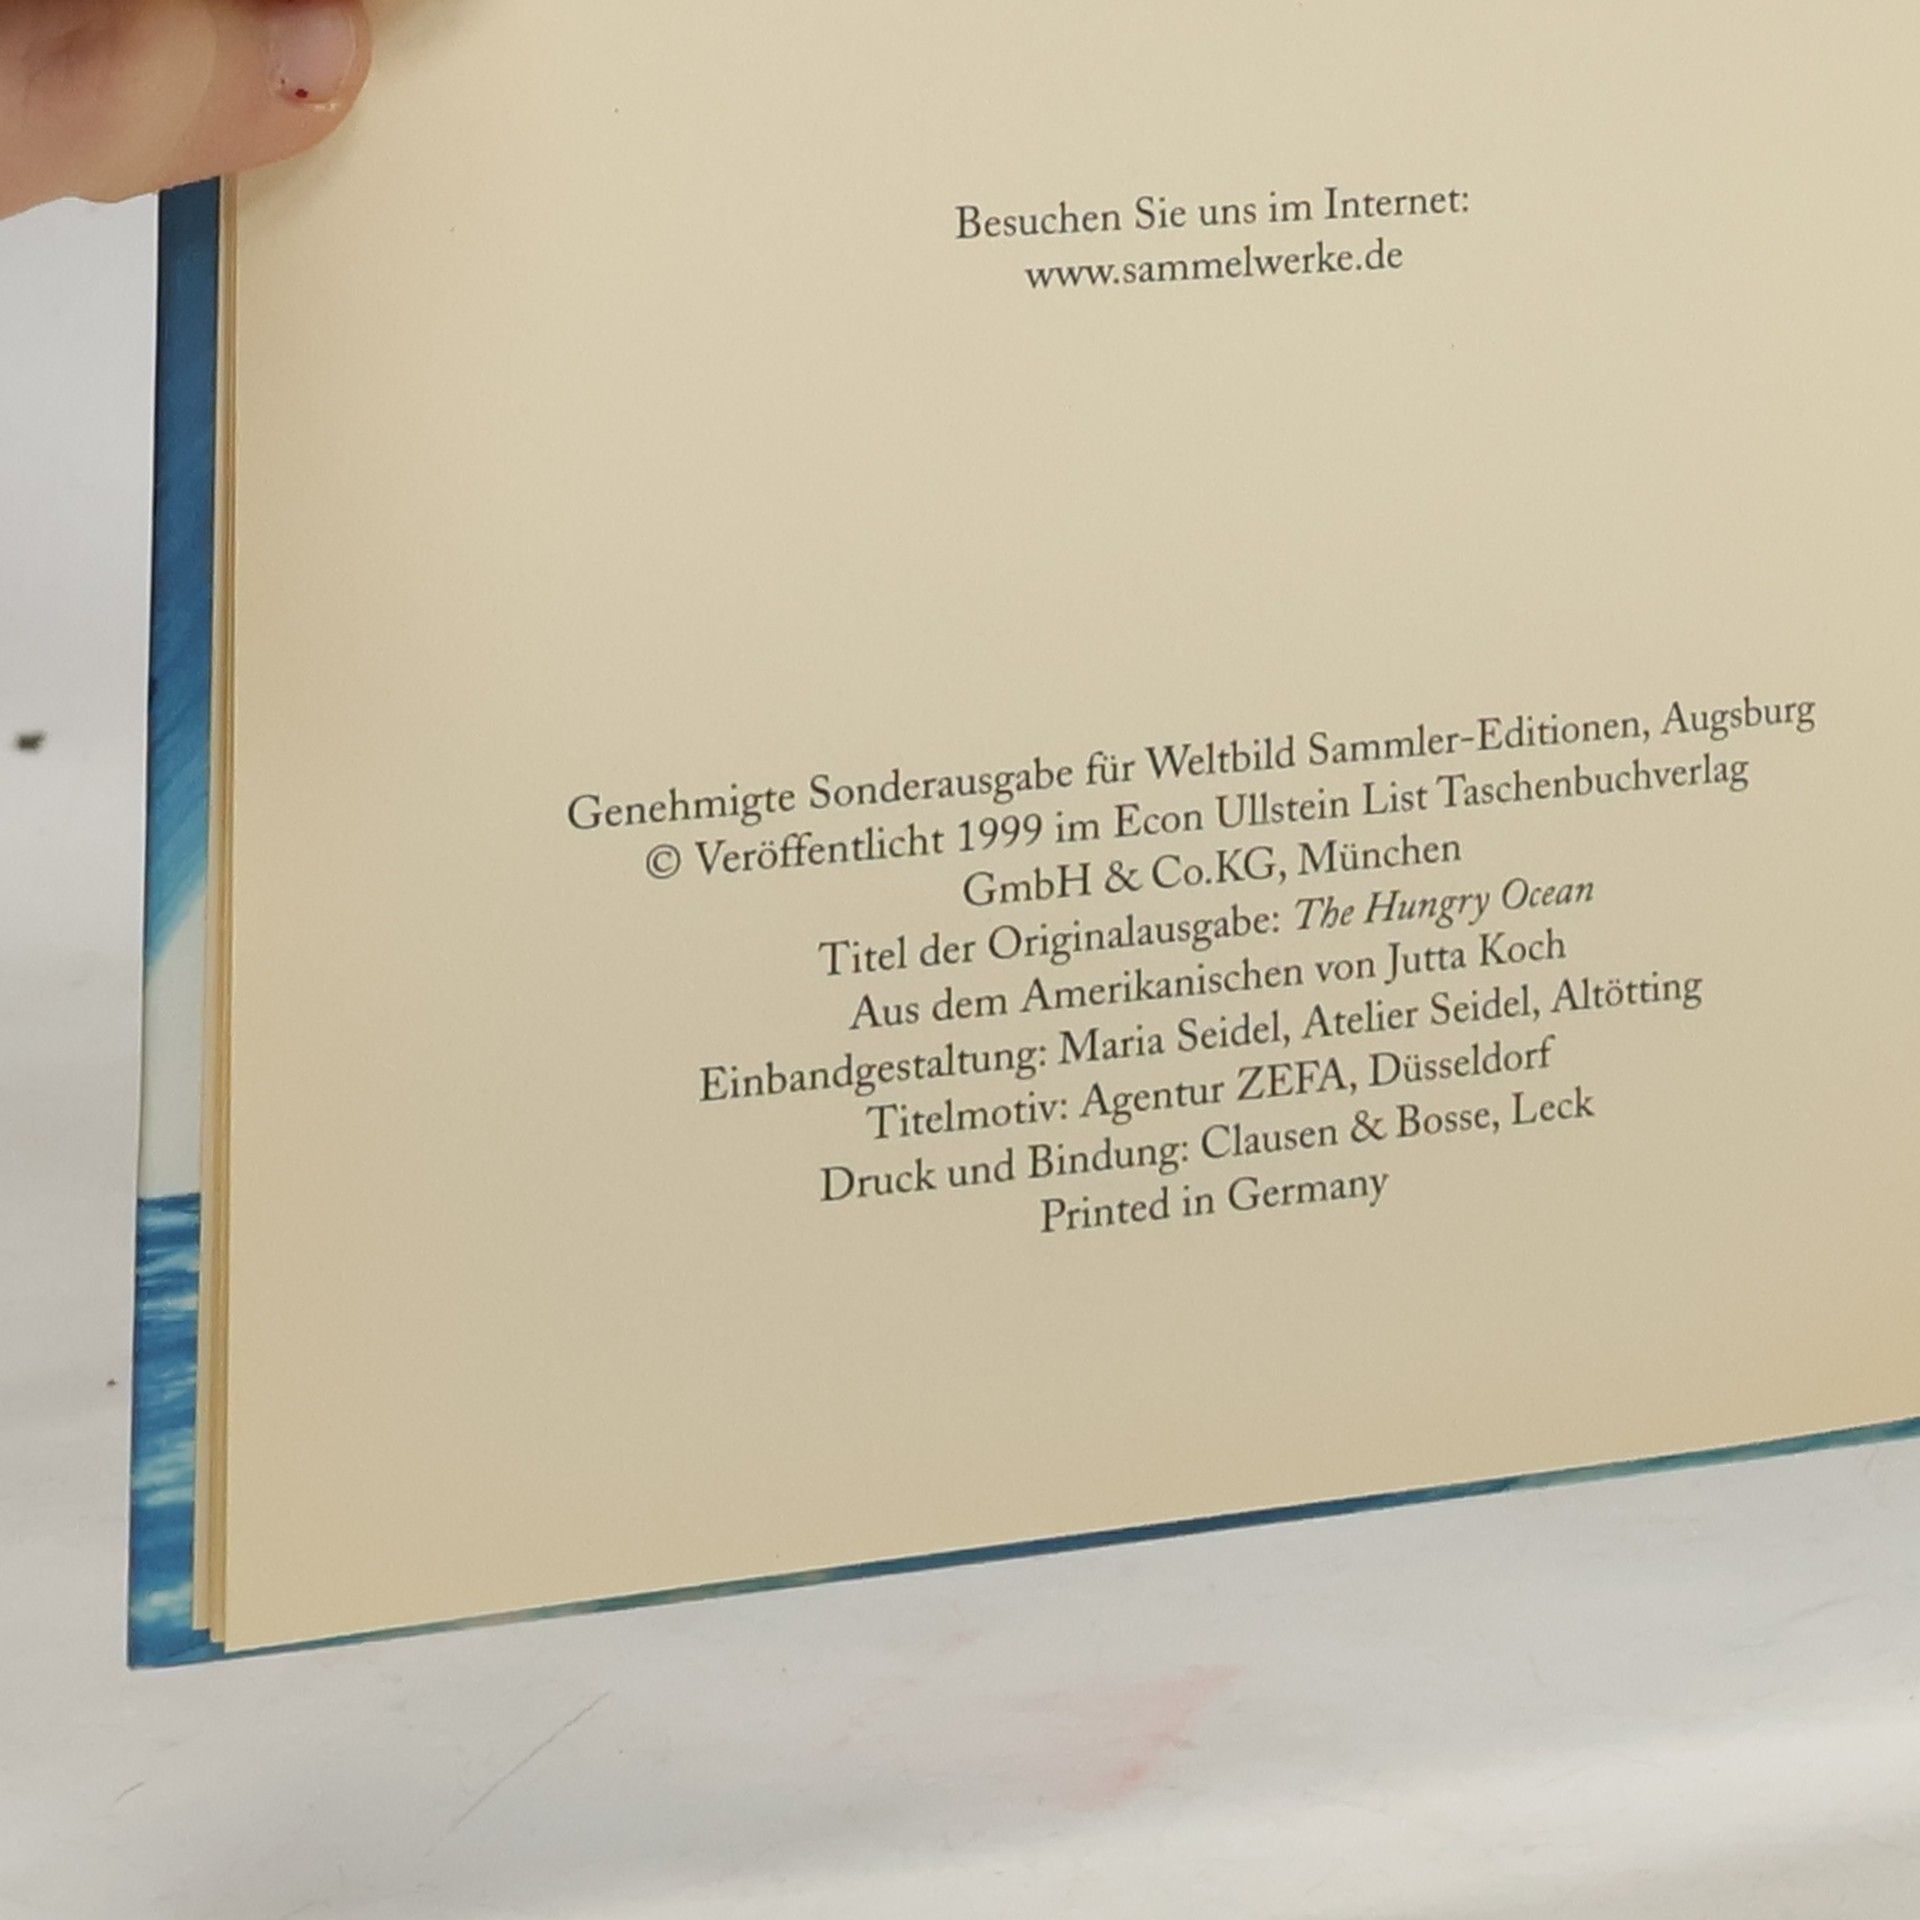 Besuchen Sie uns im Internet:
www.sammelwerke.de
Genehmigte Sonderausgabe für Weltbild Sammler-Editionen, Augsburg
© Veröffentlicht 1999 im Econ Ullstein List Taschenbuchverlag
GmbH & Co.KG, München
Titel der Originalausgabe: The Hungry Ocean
Aus dem Amerikanischen von Jutta Koch
Einbandgestaltung: Maria Seidel, Atelier Seidel, Altötting
Titelmotiv: Agentur ZEFA, Düsseldorf
Druck und Bindung: Clausen & Bosse, Leck
Printed in Germany